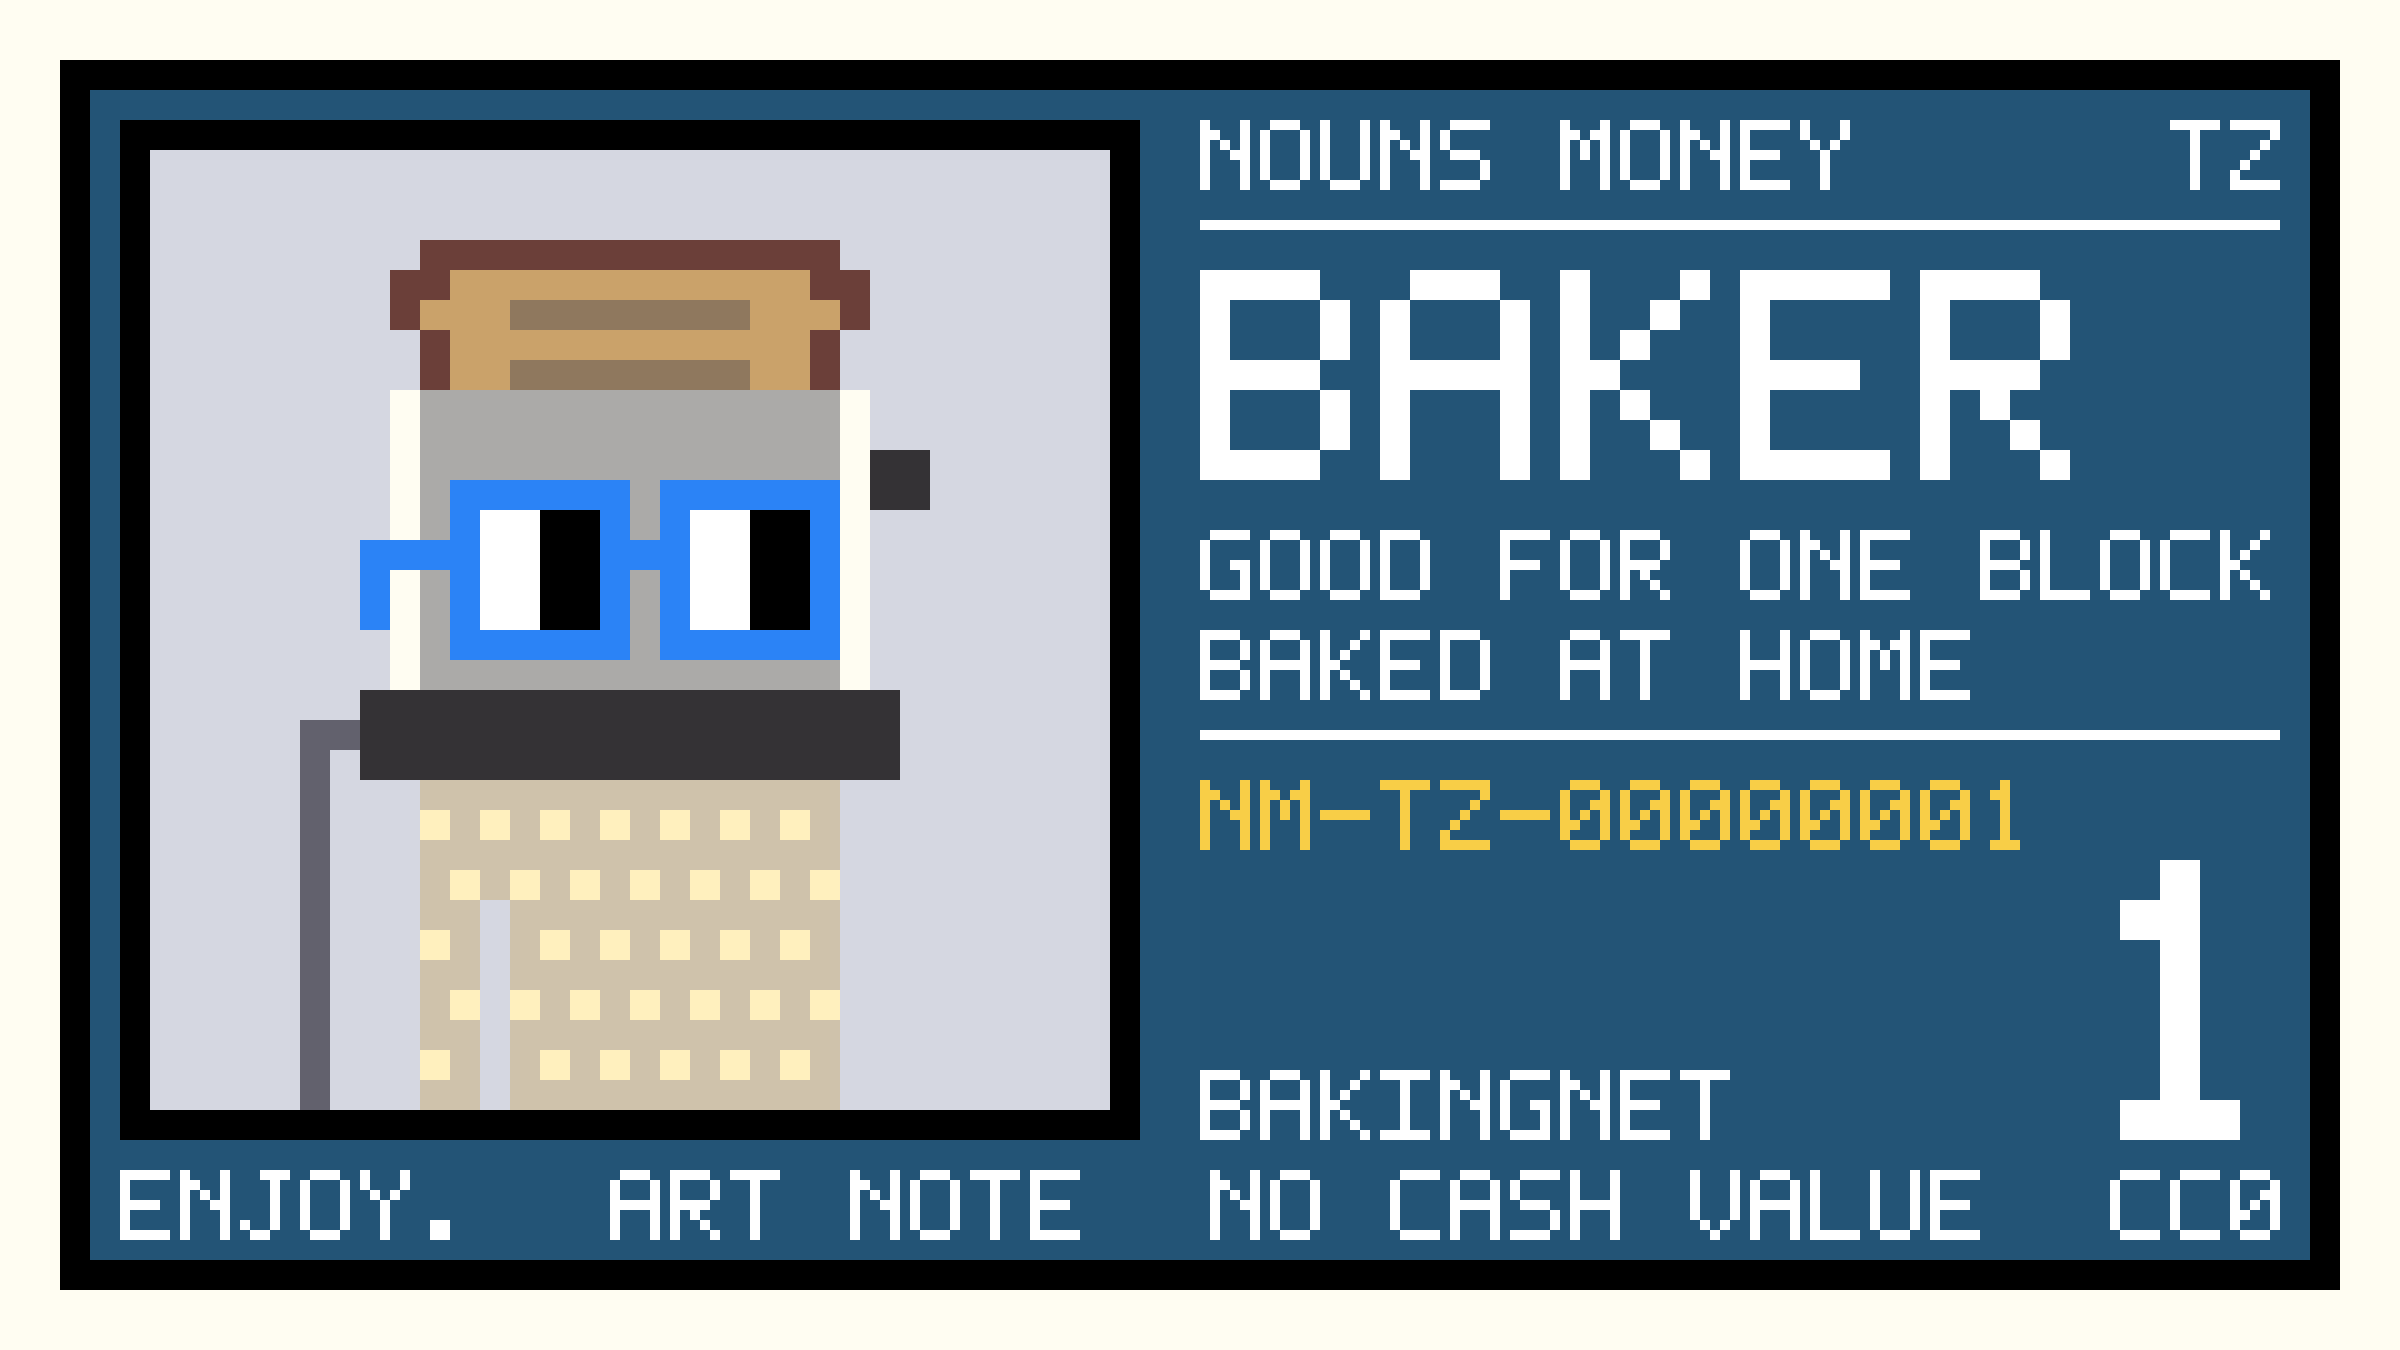 NOUNS MONEY TZ
BAKER
GOOD FOR ONE BLOCK
BAKED AT HOME
NM-TZ-00000001
1
BAKINGNET
ENJOY. ART NOTE NO CASH VALUE CC0